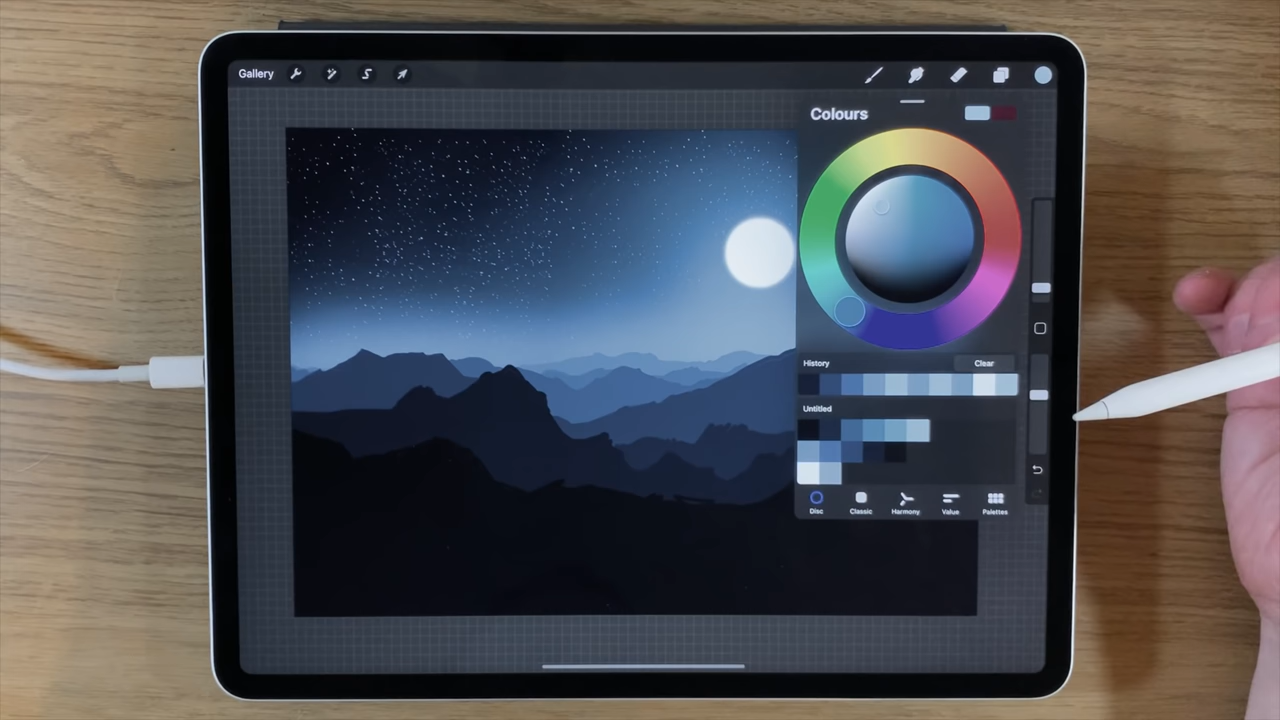 Gallery
Colours
History Clear
Untitled
Disc Classic Harmony Value Palettes